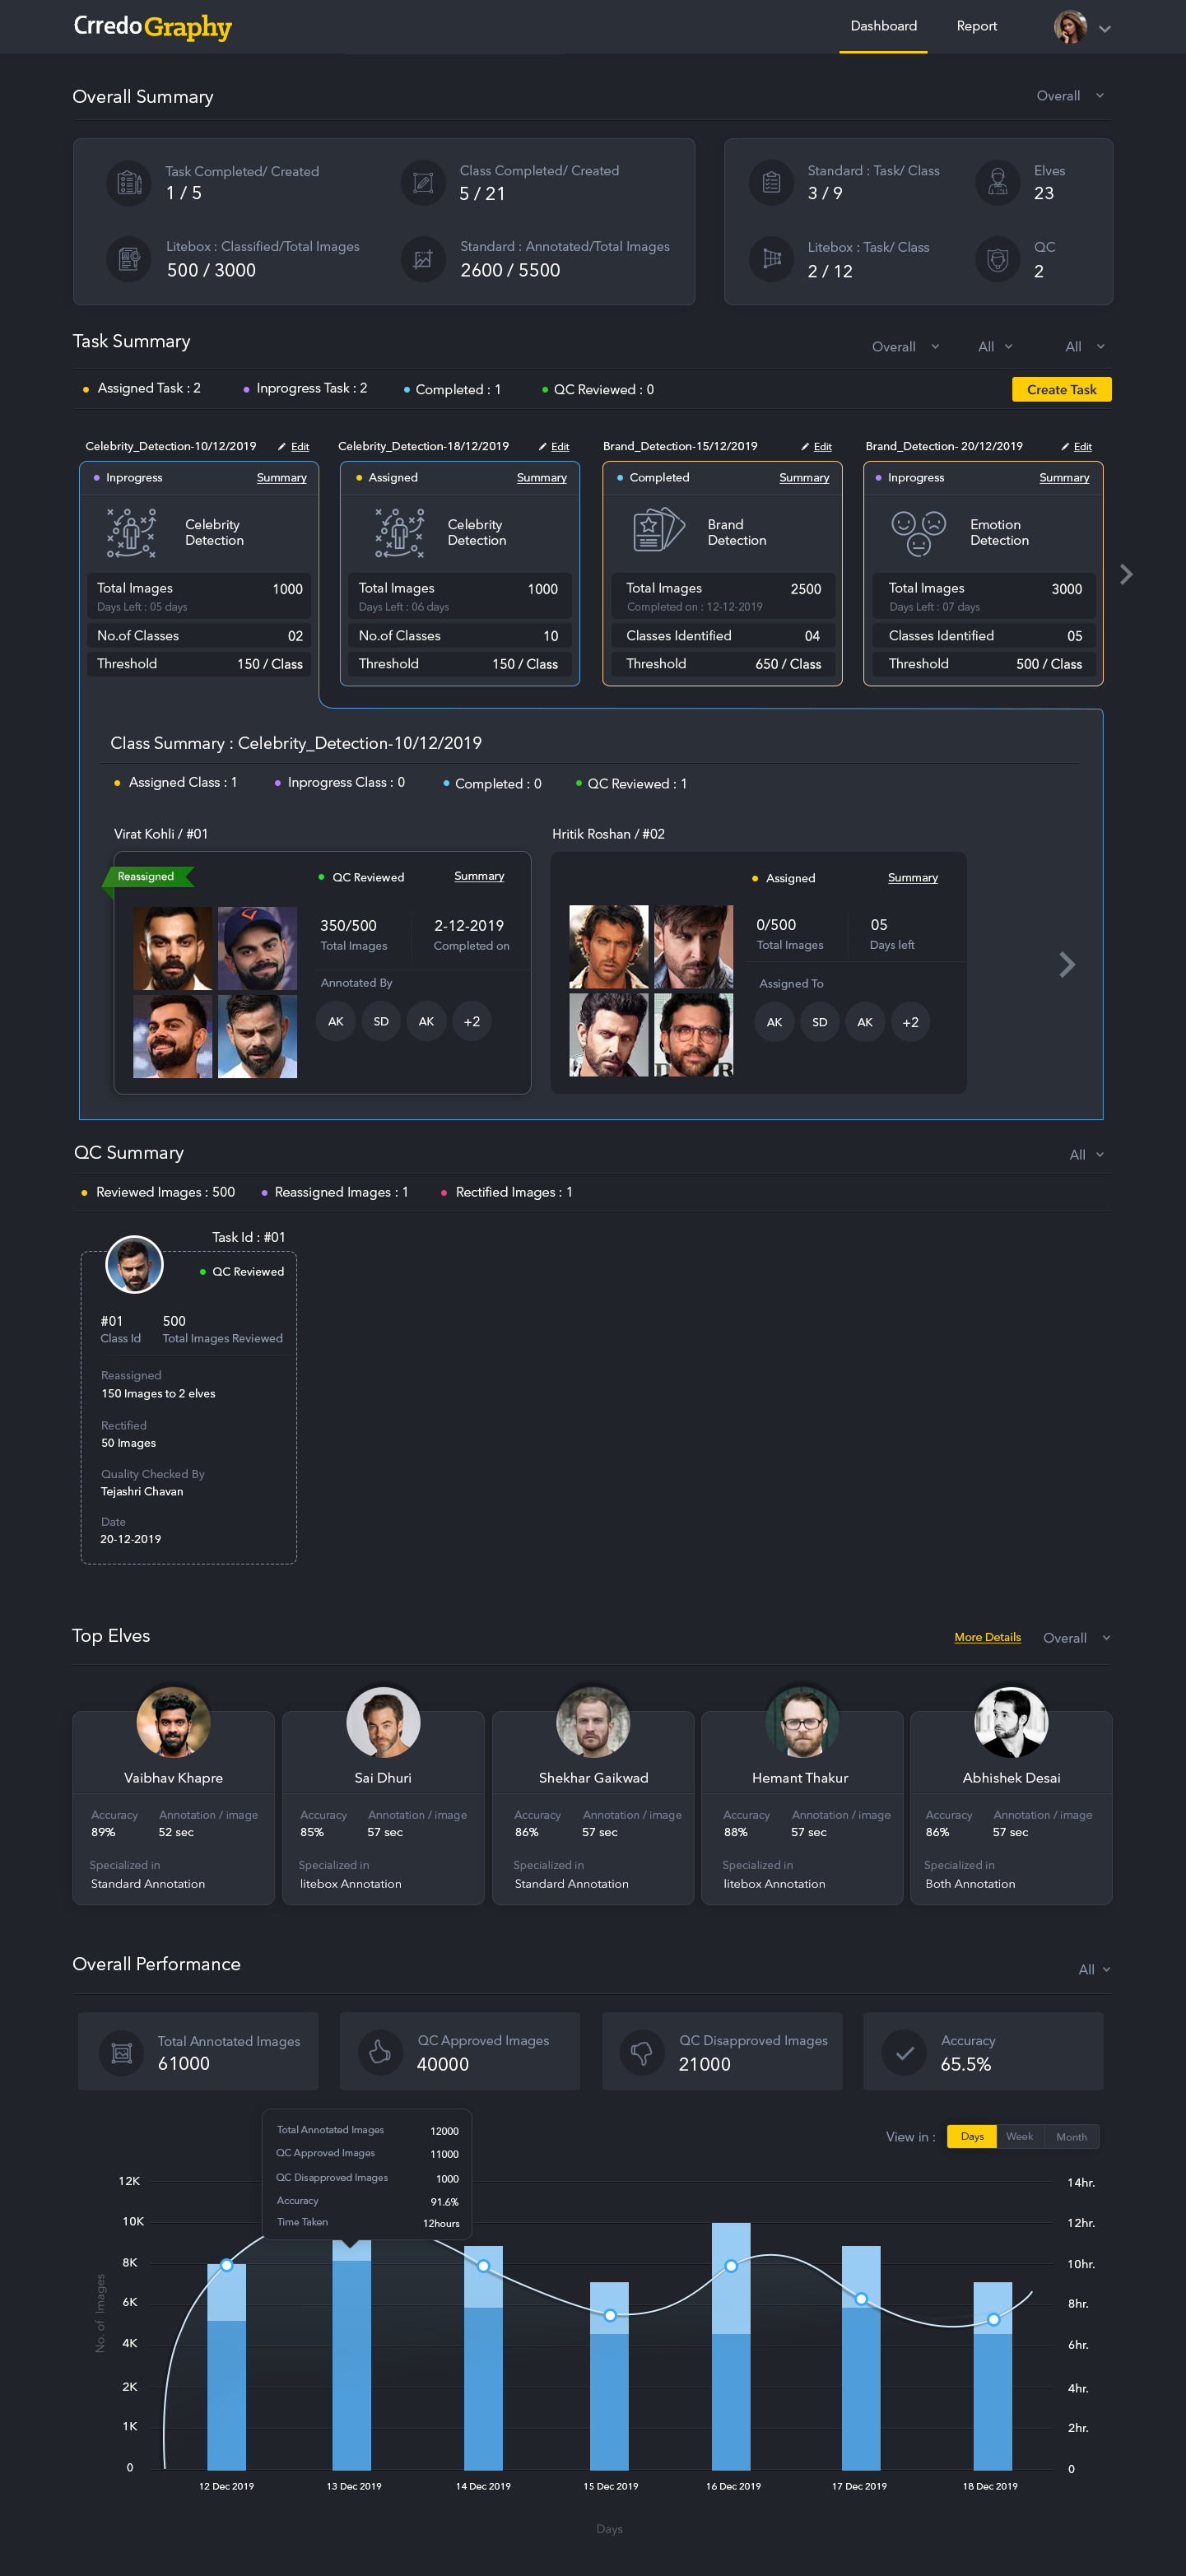 CrredoGraphy
Dashboard
Report
Overall Summary
Overall
Task Completed/ Created
1 / 5
Class Completed/ Created
5 / 21
Litebox : Classified/Total Images
500 / 3000
Standard : Annotated/Total Images
2600 / 5500
Standard : Task/ Class
3 / 9
Elves
23
Litebox : Task/ Class
2 / 12
QC
2
Task Summary
Overall
All
All
Assigned Task : 2
Inprogress Task : 2
Completed : 1
QC Reviewed : 0
Create Task
Celebrity_Detection-10/12/2019
Edit
Inprogress
Summary
Celebrity
Detection
Total Images
1000
Days Left : 05 days
No.of Classes
02
Threshold
150 / Class
Celebrity_Detection-18/12/2019
Edit
Assigned
Summary
Celebrity
Detection
Total Images
1000
Days Left : 06 days
No.of Classes
10
Threshold
150 / Class
Brand_Detection-15/12/2019
Edit
Completed
Summary
Brand
Detection
Total Images
2500
Completed on : 12-12-2019
Classes Identified
04
Threshold
650 / Class
Brand_Detection- 20/12/2019
Edit
Inprogress
Summary
Emotion
Detection
Total Images
3000
Days Left : 07 days
Classes Identified
05
Threshold
500 / Class
Class Summary : Celebrity_Detection-10/12/2019
Assigned Class : 1
Inprogress Class : 0
Completed : 0
QC Reviewed : 1
Virat Kohli / #01
Reassigned
QC Reviewed
Summary
350/500
Total Images
2-12-2019
Completed on
Annotated By
AK
SD
AK
+2
Hritik Roshan / #02
Assigned
Summary
0/500
Total Images
05
Days left
Assigned To
AK
SD
AK
+2
QC Summary
All
Reviewed Images : 500
Reassigned Images : 1
Rectified Images : 1
Task Id : #01
QC Reviewed
#01
Class Id
500
Total Images Reviewed
Reassigned
150 Images to 2 elves
Rectified
50 Images
Quality Checked By
Tejashri Chavan
Date
20-12-2019
Top Elves
More Details
Overall
Vaibhav Khapre
Accuracy
89%
Annotation / image
52 sec
Specialized in
Standard Annotation
Sai Dhuri
Accuracy
85%
Annotation / image
57 sec
Specialized in
litebox Annotation
Shekhar Gaikwad
Accuracy
86%
Annotation / image
57 sec
Specialized in
Standard Annotation
Hemant Thakur
Accuracy
88%
Annotation / image
57 sec
Specialized in
litebox Annotation
Abhishek Desai
Accuracy
86%
Annotation / image
57 sec
Specialized in
Both Annotation
Overall Performance
All
Total Annotated Images
61000
QC Approved Images
40000
QC Disapproved Images
21000
Accuracy
65.5%
View in :
Days
Week
Month
Total Annotated Images
12000
QC Approved Images
11000
QC Disapproved Images
1000
Accuracy
91.6%
Time Taken
12hours
12K
10K
8K
6K
4K
2K
1K
0
No. of Images
14hr.
12hr.
10hr.
8hr.
6hr.
4hr.
2hr.
0
12 Dec 2019
13 Dec 2019
14 Dec 2019
15 Dec 2019
16 Dec 2019
17 Dec 2019
18 Dec 2019
Days